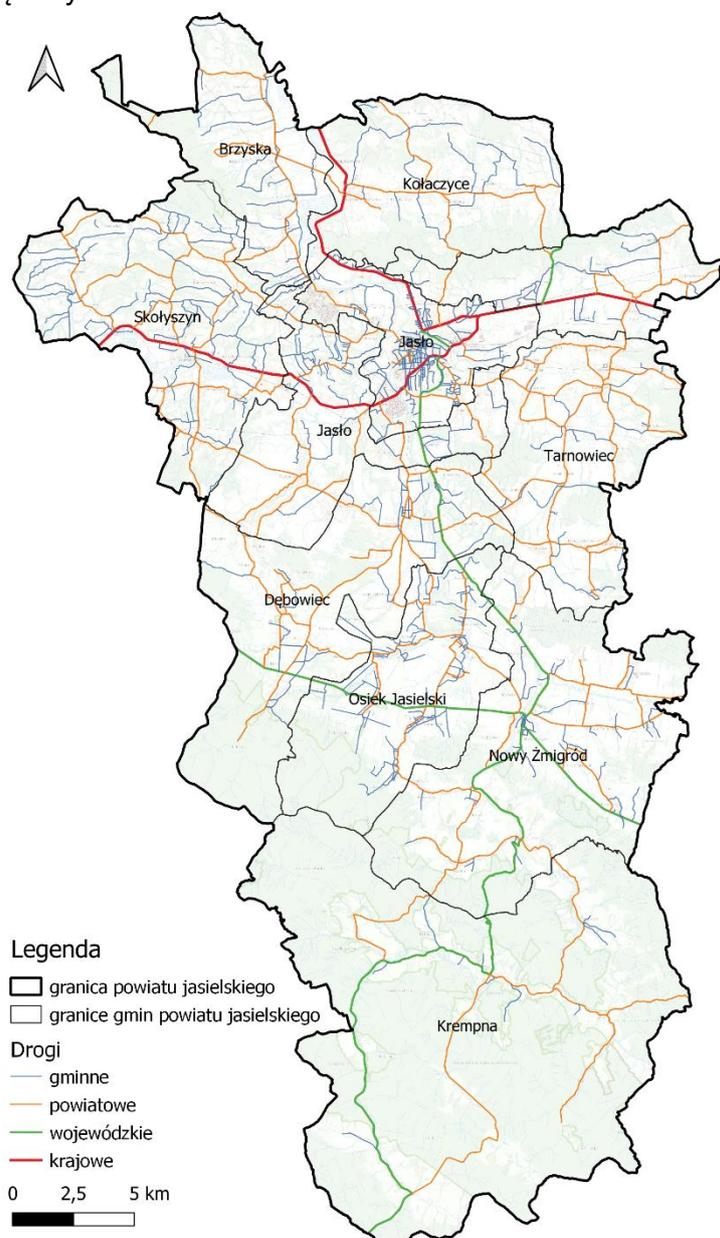 Brzyska
Kołaczyce
Skołyszyn
Jasło
Jasło
Tarnowiec
Dębowiec
Osiek Jasielski
Nowy Żmigród
Krempna
Legenda
granica powiatu jasielskiego
granice gmin powiatu jasielskiego
Drogi
gminne
powiatowe
wojewódzkie
krajowe
0 2,5 5 km